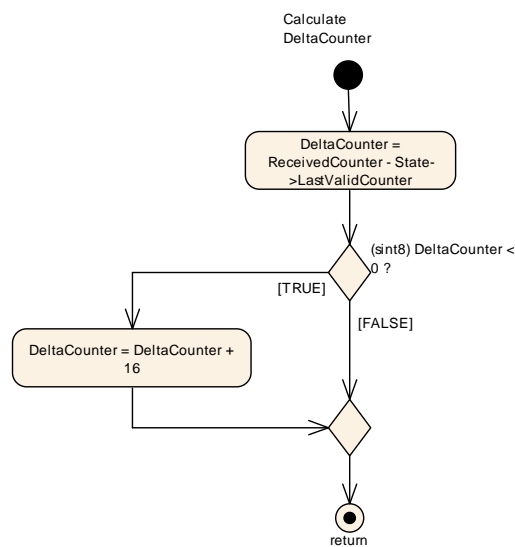 Calculate
DeltaCounter
DeltaCounter =
ReceivedCounter - State-
>LastValidCounter
(sint8) DeltaCounter <
0 ?
[TRUE]
[FALSE]
DeltaCounter = DeltaCounter +
16
return